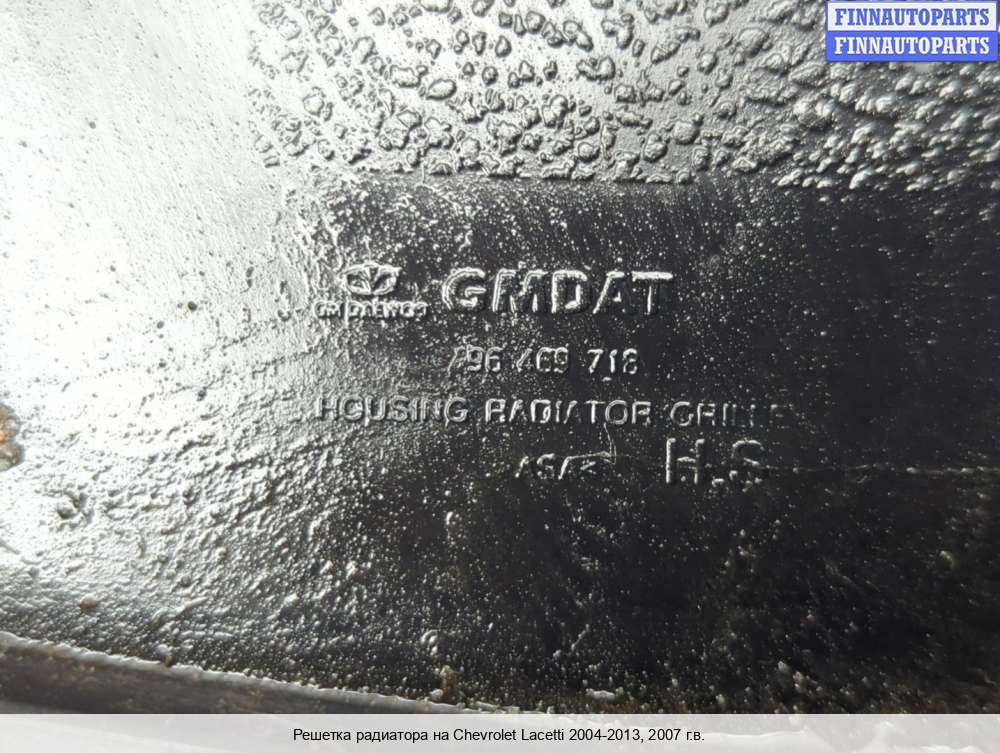 FINNAUTOPARTS
FINNAUTOPARTS
GM DAEWOO GMDAT
96 469 718
HOUSING RADIATOR GRILLE
H.S
Решетка радиатора на Chevrolet Lacetti 2004-2013, 2007 г.в.